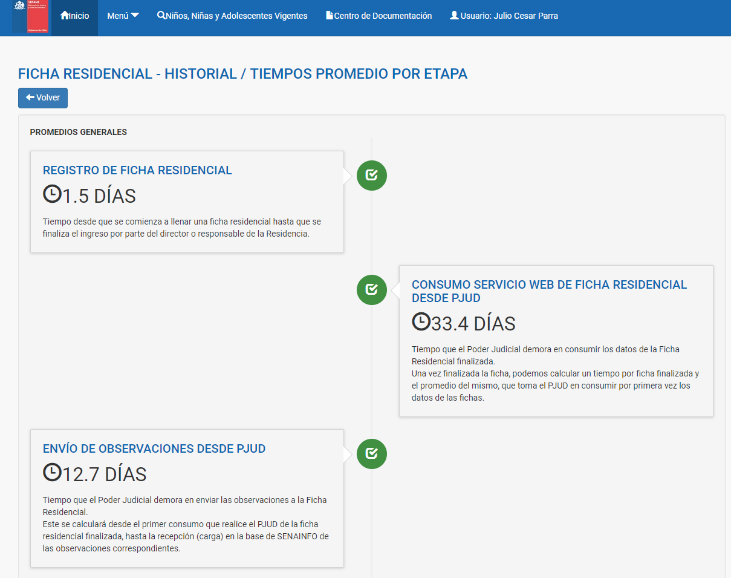 Inicio Menú Niños, Niñas y Adolescentes Vigentes Centro de Documentación Usuario: Julio Cesar Parra
FICHA RESIDENCIAL - HISTORIAL / TIEMPOS PROMEDIO POR ETAPA
Volver
PROMEDIOS GENERALES
REGISTRO DE FICHA RESIDENCIAL
1.5 DÍAS
Tiempo desde que se comienza a llenar una ficha residencial hasta que se
finaliza el ingreso por parte del director o responsable de la Residencia.
CONSUMO SERVICIO WEB DE FICHA RESIDENCIAL
DESDE PJUD
33.4 DÍAS
Tiempo que el Poder Judicial demora en consumir los datos de la Ficha
Residencial finalizada.
Una vez finalizada la ficha, podemos calcular un tiempo por ficha finalizada y
el promedio del mismo, que toma el PJUD en consumir por primera vez los
datos de las fichas.
ENVÍO DE OBSERVACIONES DESDE PJUD
12.7 DÍAS
Tiempo que el Poder Judicial demora en enviar las observaciones a la Ficha
Residencial.
Este se calculará desde el primer consumo que realice el PJUD de la ficha
residencial finalizada, hasta la recepción (carga) en la base de SENAINFO de
las observaciones correspondientes.